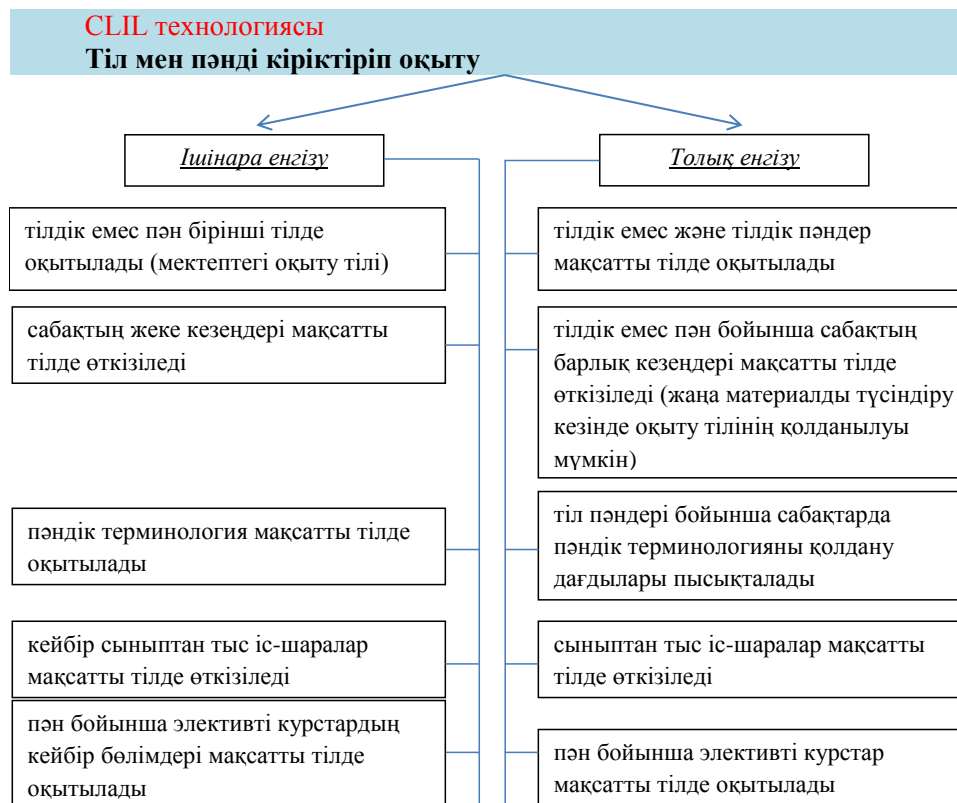 CLIL технологиясы
Тіл мен пәнді кіріктіріп оқыту
Ішінара енгізу
Толық енгізу
тілдік емес пән бірінші тілде
оқытылады (мектептегі оқыту тілі)
тілдік емес және тілдік пәндер
мақсатты тілде оқытылады
сабақтың жеке кезеңдері мақсатты
тілде өткізіледі
тілдік емес пән бойынша сабақтың
барлық кезеңдері мақсатты тілде
өткізіледі (жаңа материалды түсіндіру
кезінде оқыту тілінің қолданылуы
мүмкін)
пәндік терминология мақсатты тілде
оқытылады
тіл пәндері бойынша сабақтарда
пәндік терминологияны қолдану
дағдылары пысықталады
кейбір сыныптан тыс іс-шаралар
мақсатты тілде өткізіледі
сыныптан тыс іс-шаралар мақсатты
тілде өткізіледі
пән бойынша элективті курстардың
кейбір бөлімдері мақсатты тілде
оқытылады
пән бойынша элективті курстар
мақсатты тілде оқытылады